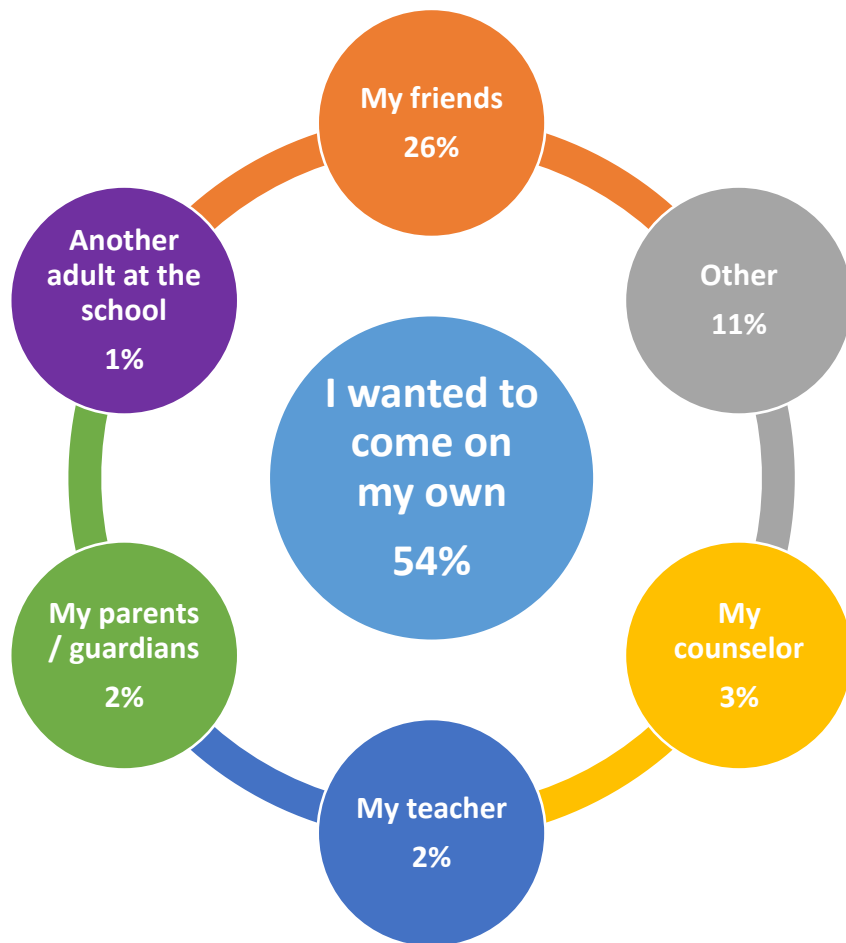 My friends
26%
Other
11%
My
counselor
3%
My teacher
2%
My parents
/ guardians
2%
Another
adult at the
school
1%
I wanted to
come on
my own
54%